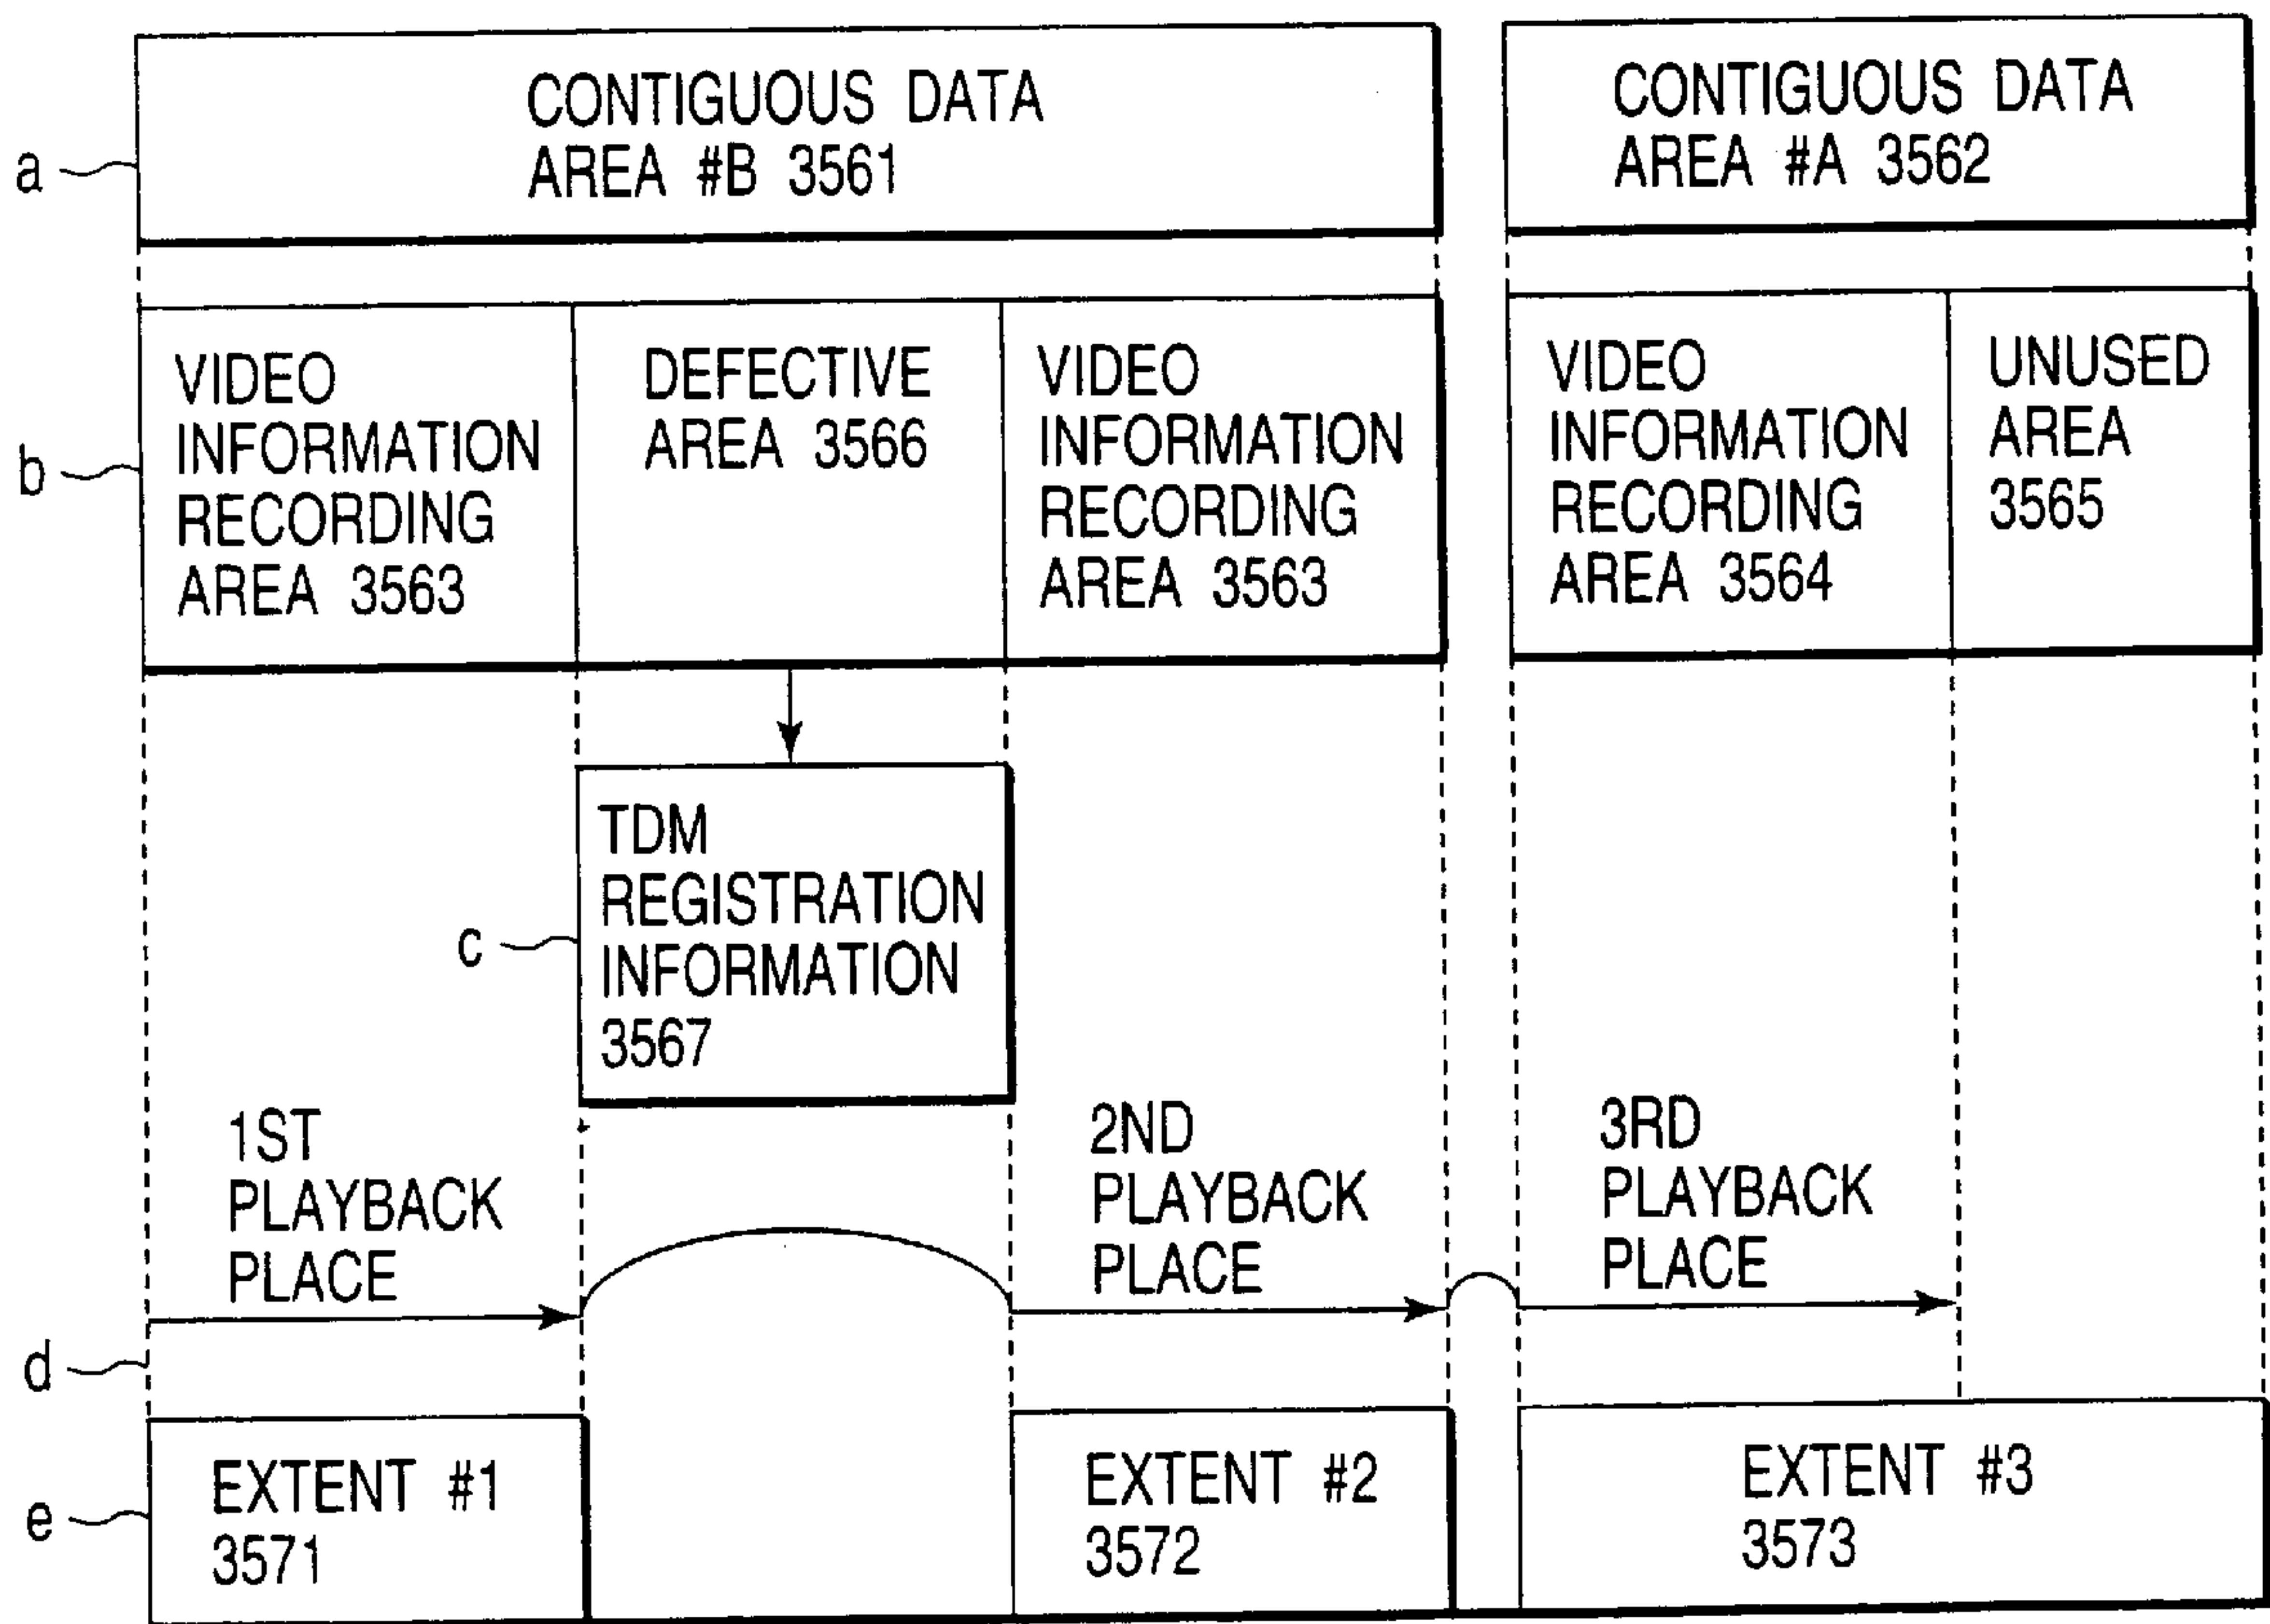 CONTIGUOUS DATA
AREA #B 3561
CONTIGUOUS DATA
AREA #A 3562
a
VIDEO
INFORMATION
RECORDING
AREA 3563
DEFECTIVE
AREA 3566
VIDEO
INFORMATION
RECORDING
AREA 3563
VIDEO
INFORMATION
RECORDING
AREA 3564
UNUSED
AREA
3565
b
TDM
REGISTRATION
INFORMATION
3567
c
1ST
PLAYBACK
PLACE
2ND
PLAYBACK
PLACE
3RD
PLAYBACK
PLACE
d
EXTENT #1
3571
EXTENT #2
3572
EXTENT #3
3573
e